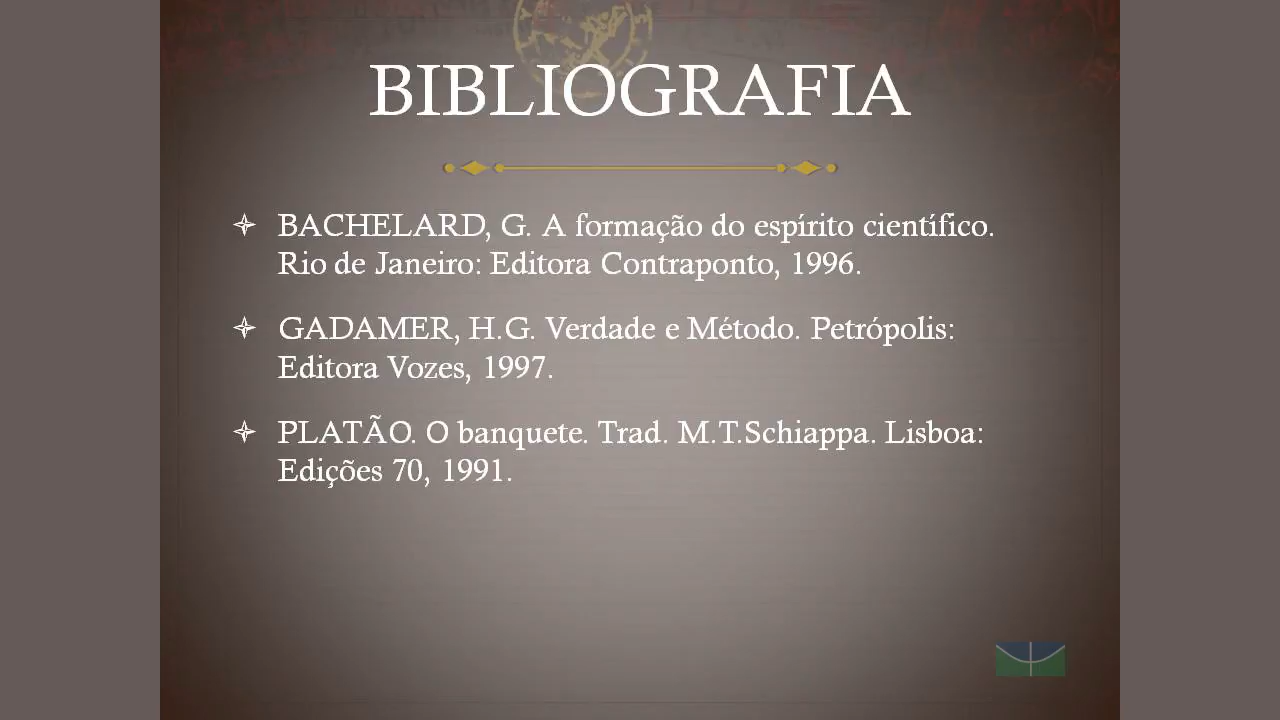 BIBLIOGRAFIA
BACHELARD, G. A formação do espírito científico.
Rio de Janeiro: Editora Contraponto, 1996.
GADAMER, H.G. Verdade e Método. Petrópolis:
Editora Vozes, 1997.
PLATÃO. O banquete. Trad. M.T.Schiappa. Lisboa:
Edições 70, 1991.